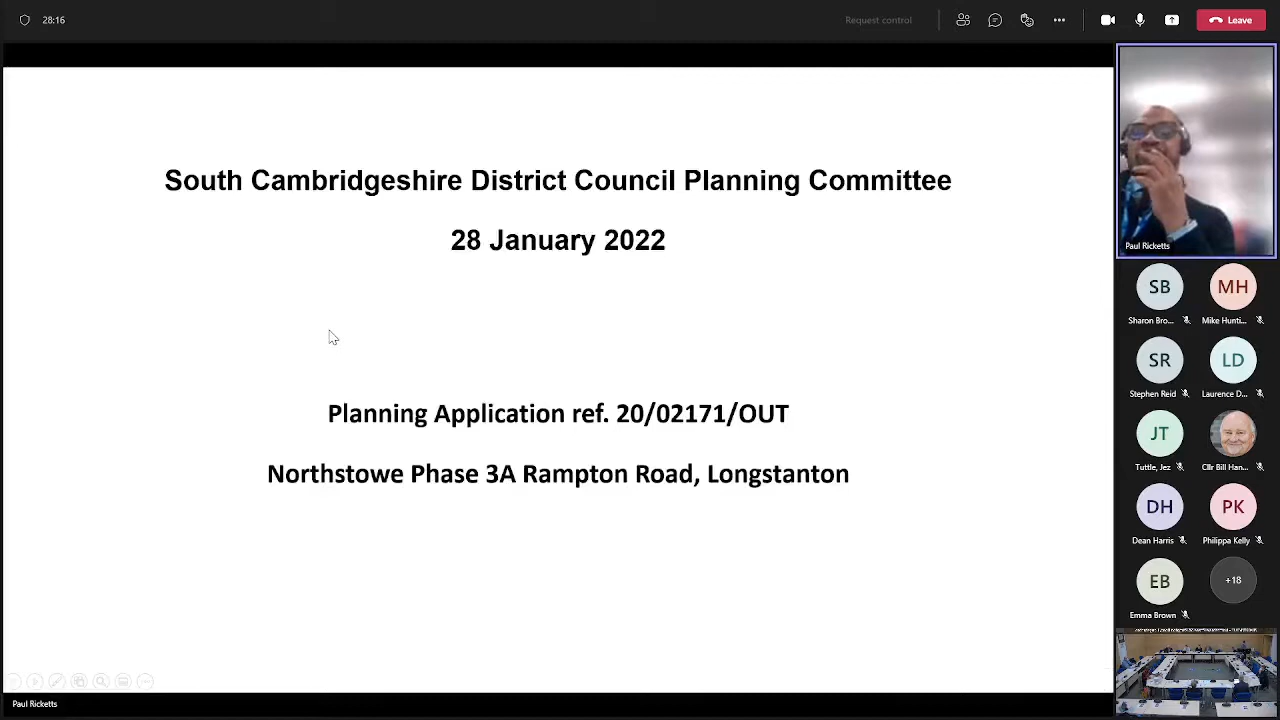 28:16
Request control
Leave
South Cambridgeshire District Council Planning Committee
28 January 2022
Planning Application ref. 20/02171/OUT
Northstowe Phase 3A Rampton Road, Longstanton
Paul Ricketts
SB
MH
Sharon Bro...
Mike Hunti...
SR
LD
Stephen Reid
Laurence D...
JT
Tuttle, Jez
Cllr Bill Han...
DH
PK
Dean Harris
Philippa Kelly
EB
+18
Emma Brown
Paul Ricketts